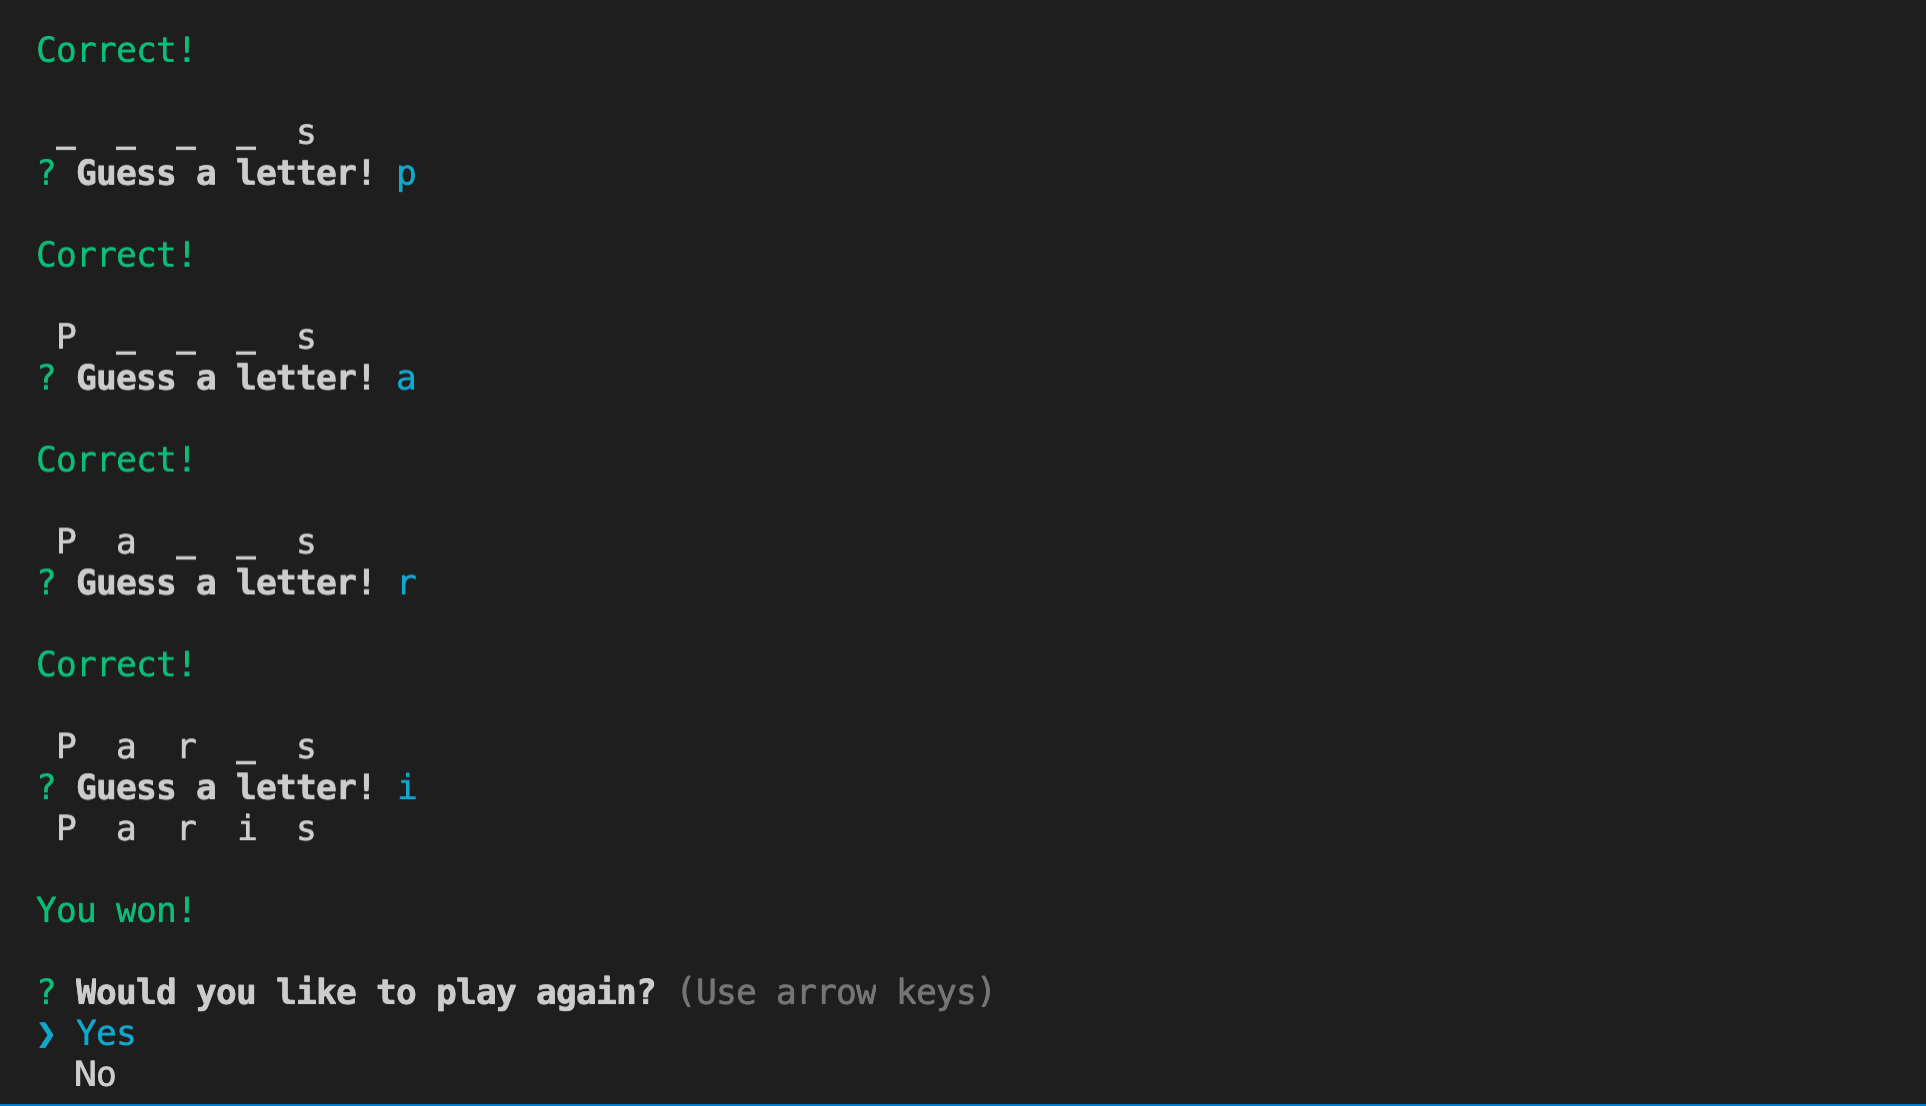 Correct!
_ _ _ _ s
? Guess a letter! p
Correct!
P _ _ _ s
? Guess a letter! a
Correct!
P a _ _ s
? Guess a letter! r
Correct!
P a r _ s
? Guess a letter! i
P a r i s
You won!
? Would you like to play again? (Use arrow keys)
❯ Yes
No